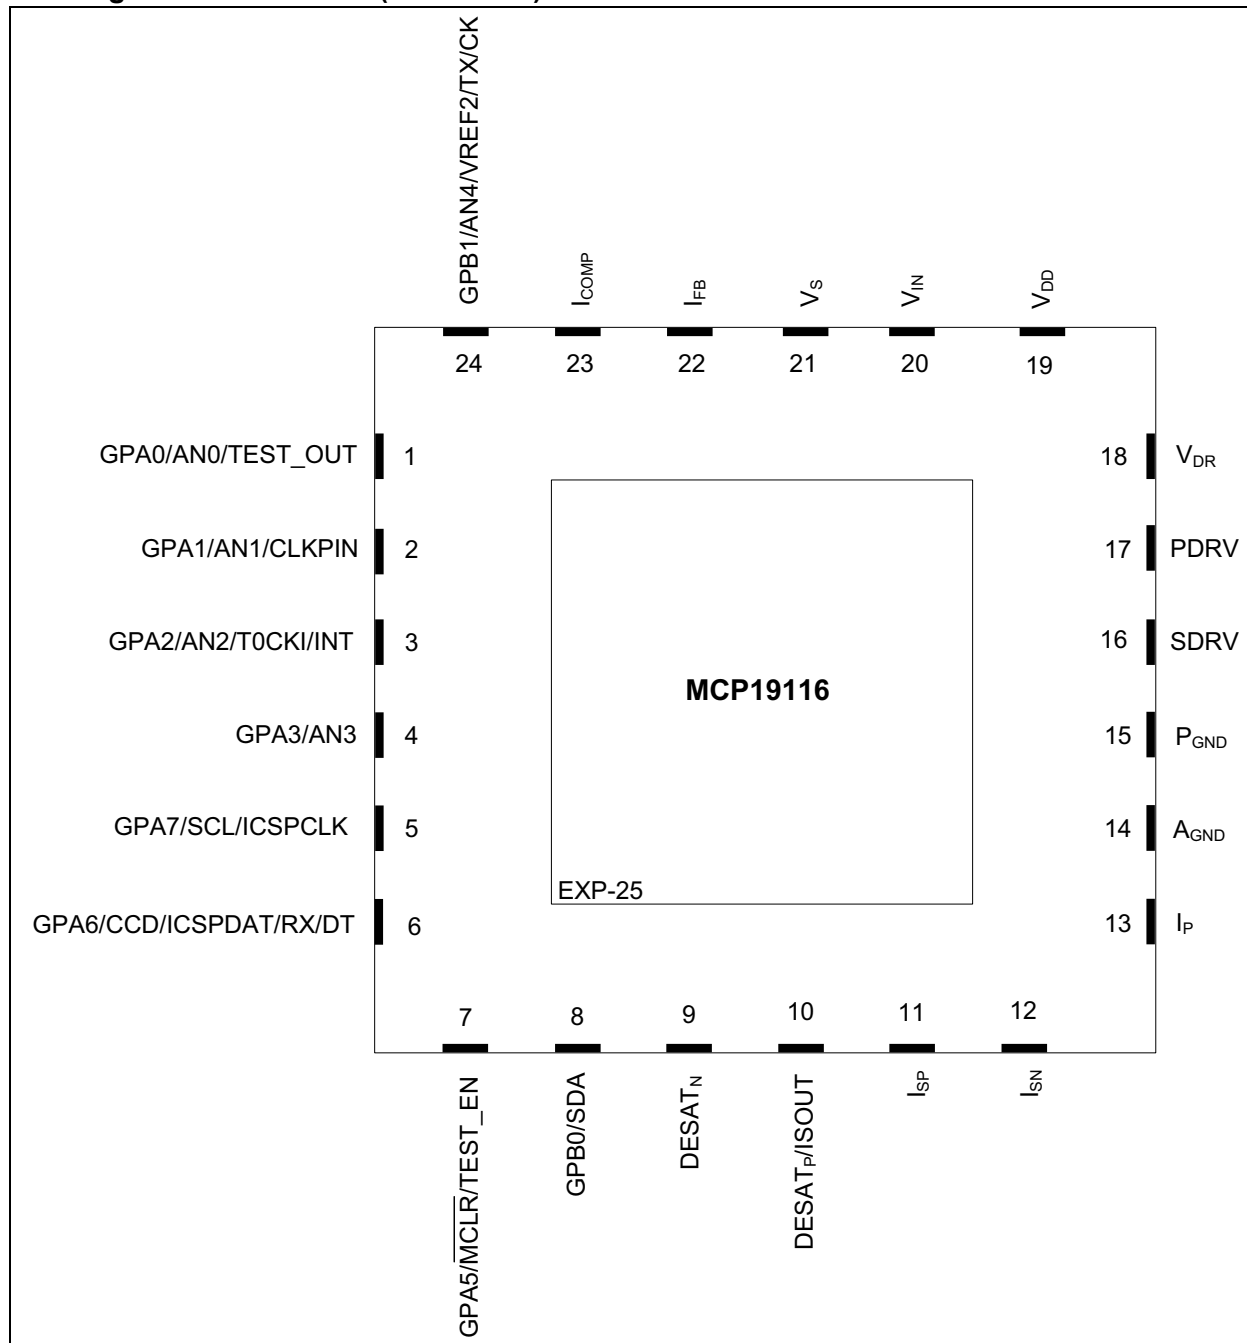 GPB1/AN4/VREF2/TX/CK
ICOMP
IFB
VS
VIN
VDD
24
23
22
21
20
19
GPA0/AN0/TEST_OUT
1
GPA1/AN1/CLKPIN
2
GPA2/AN2/T0CKI/INT
3
GPA3/AN3
4
GPA7/SCL/ICSPCLK
5
GPA6/CCD/ICSPDAT/RX/DT
6
MCP19116
EXP-25
18
VDR
17
PDRV
16
SDRV
15
PGND
14
AGND
13
IP
7
8
9
10
11
12
GPA5/MCLR/TEST_EN
GPB0/SDA
DESATN
DESATP/ISOUT
ISP
ISN